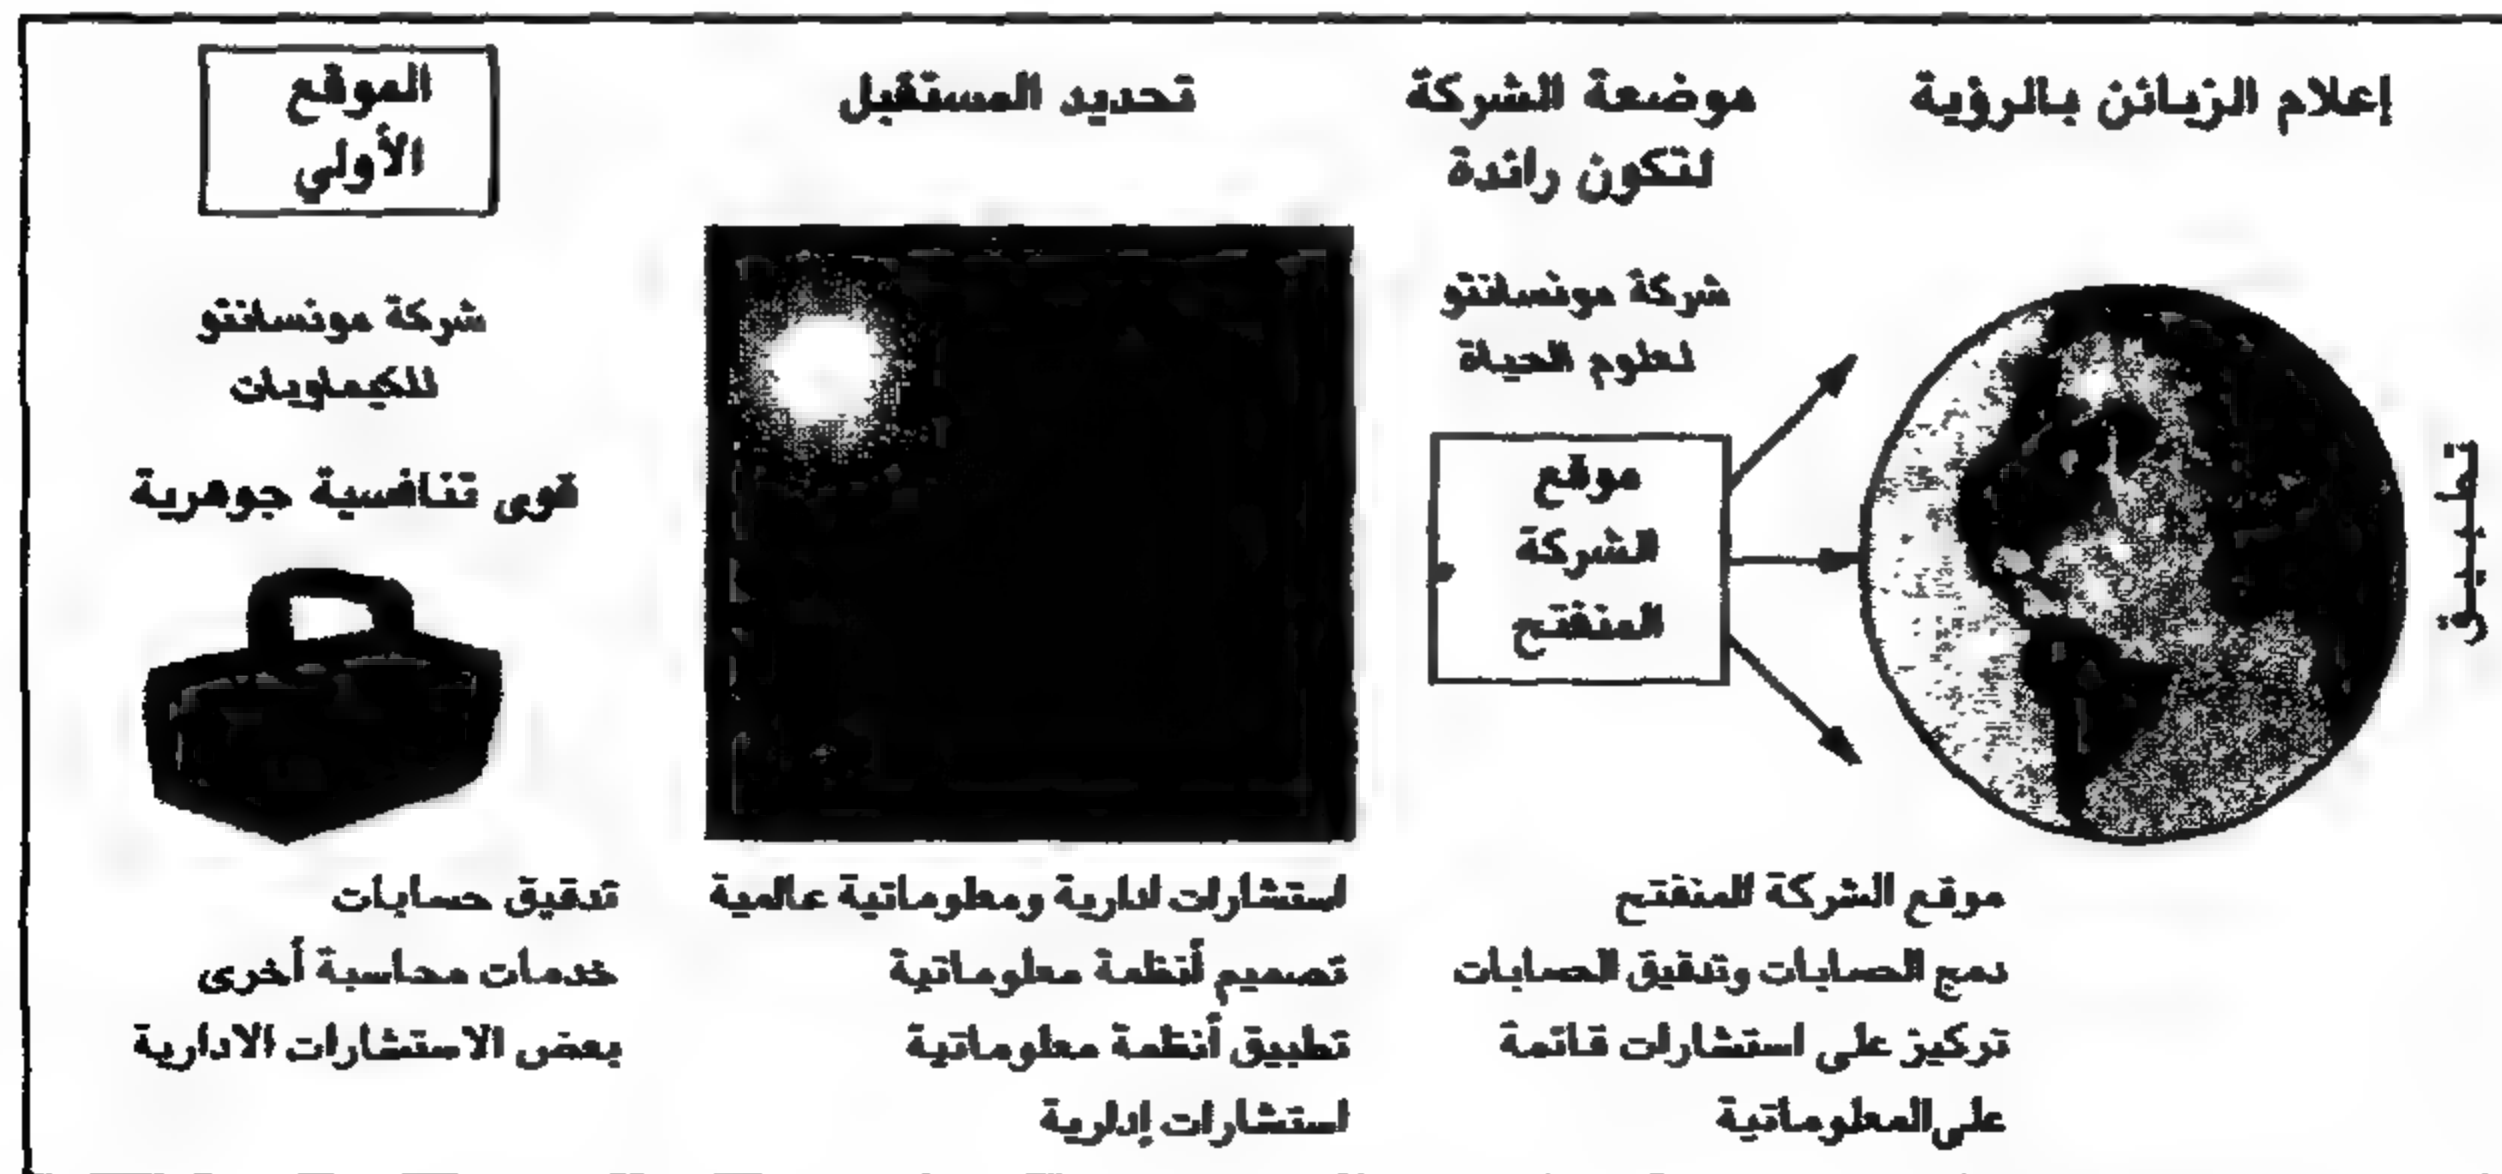 إعلام الزبائن بالرؤية
موضعة الشركة
لتكون رائدة
تحديد المستقبل
الموقع
الأولي
شركة مونسانتو
لعلوم الحياة
شركة مونسانتو
للكيماويات
موقع
الشركة
المنفتح
قوى تنافسية جوهرية
تطبيق
موقع الشركة المنفتح
دمج الحسابات وتدقيق الحسابات
تركيز على استشارات قائمة
على المعلوماتية
استشارات ادارية ومعلوماتية عالمية
تصميم أنظمة معلوماتية
تطبيق أنظمة معلوماتية
استشارات إدارية
تدقيق حسابات
خدمات محاسبة أخرى
بعض الاستشارات الادارية